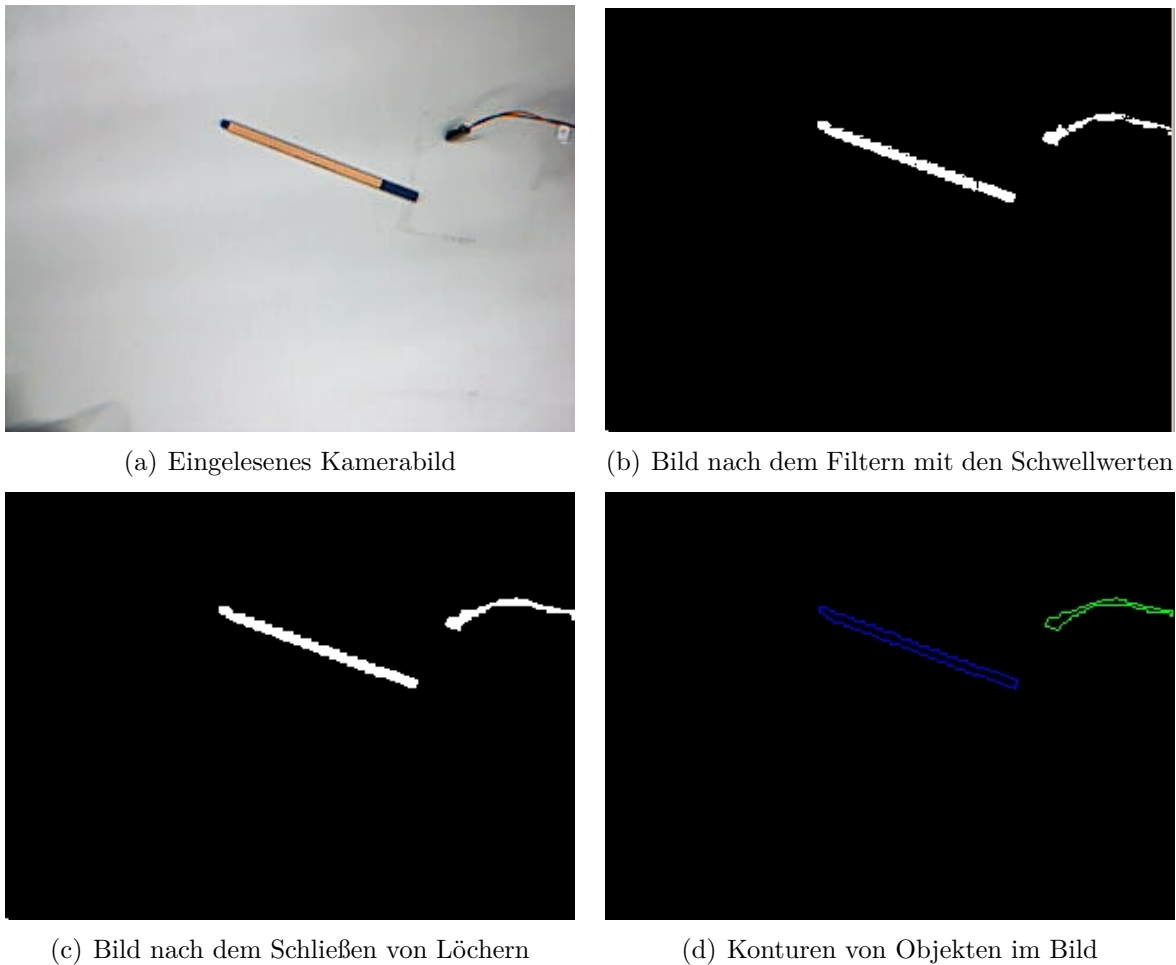 (a) Eingelesenes Kamerabild
(b) Bild nach dem Filtern mit den Schwellwerten
(c) Bild nach dem Schließen von Löchern
(d) Konturen von Objekten im Bild